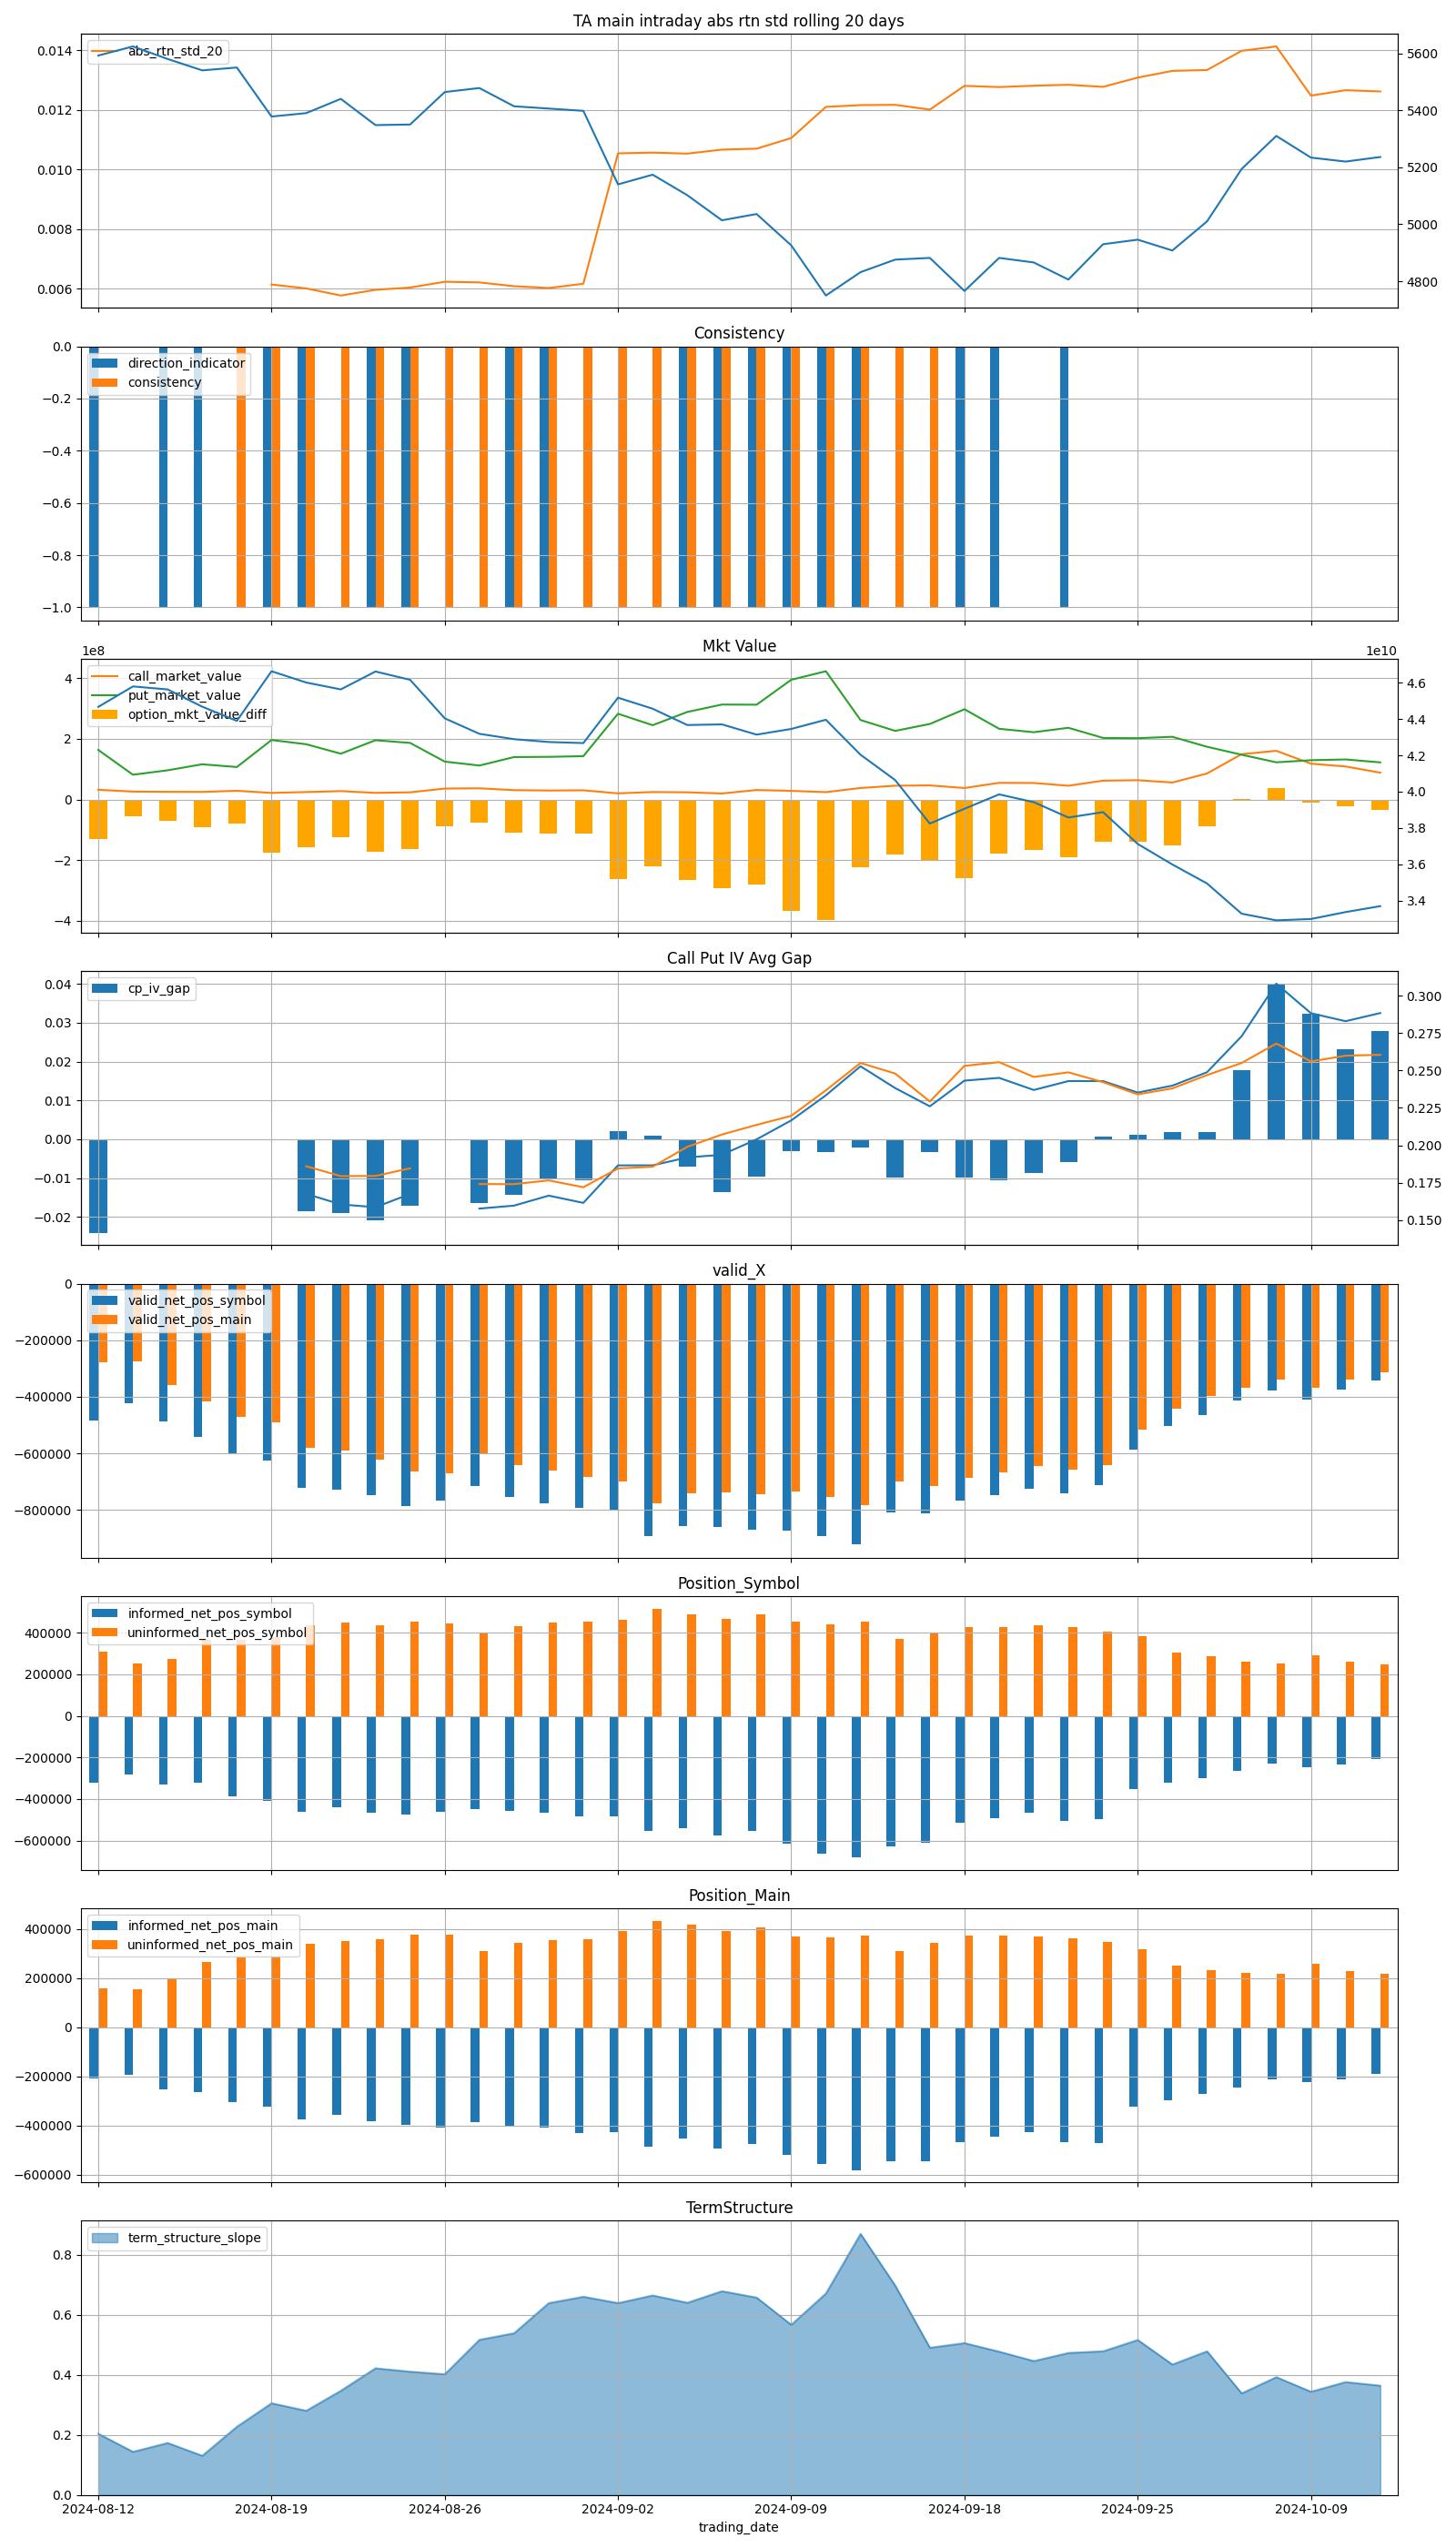 TA main intraday abs rtn std rolling 20 days
abs_rtn_std_20
0.014
0.012
0.010
0.008
0.006
5600
5400
5200
5000
4800
Consistency
direction_indicator
consistency
0.0
−0.2
−0.4
−0.6
−0.8
−1.0
Mkt Value
1e8
1e10
call_market_value
put_market_value
option_mkt_value_diff
4
2
0
−2
−4
4.6
4.4
4.2
4.0
3.8
3.6
3.4
Call Put IV Avg Gap
cp_iv_gap
0.04
0.03
0.02
0.01
0.00
−0.01
−0.02
0.300
0.275
0.250
0.225
0.200
0.175
0.150
valid_X
valid_net_pos_symbol
valid_net_pos_main
0
−200000
−400000
−600000
−800000
Position_Symbol
informed_net_pos_symbol
uninformed_net_pos_symbol
400000
200000
0
−200000
−400000
−600000
Position_Main
informed_net_pos_main
uninformed_net_pos_main
400000
200000
0
−200000
−400000
−600000
TermStructure
term_structure_slope
0.8
0.6
0.4
0.2
0.0
2024-08-12 2024-08-19 2024-08-26 2024-09-02 2024-09-09 2024-09-18 2024-09-25 2024-10-09
trading_date